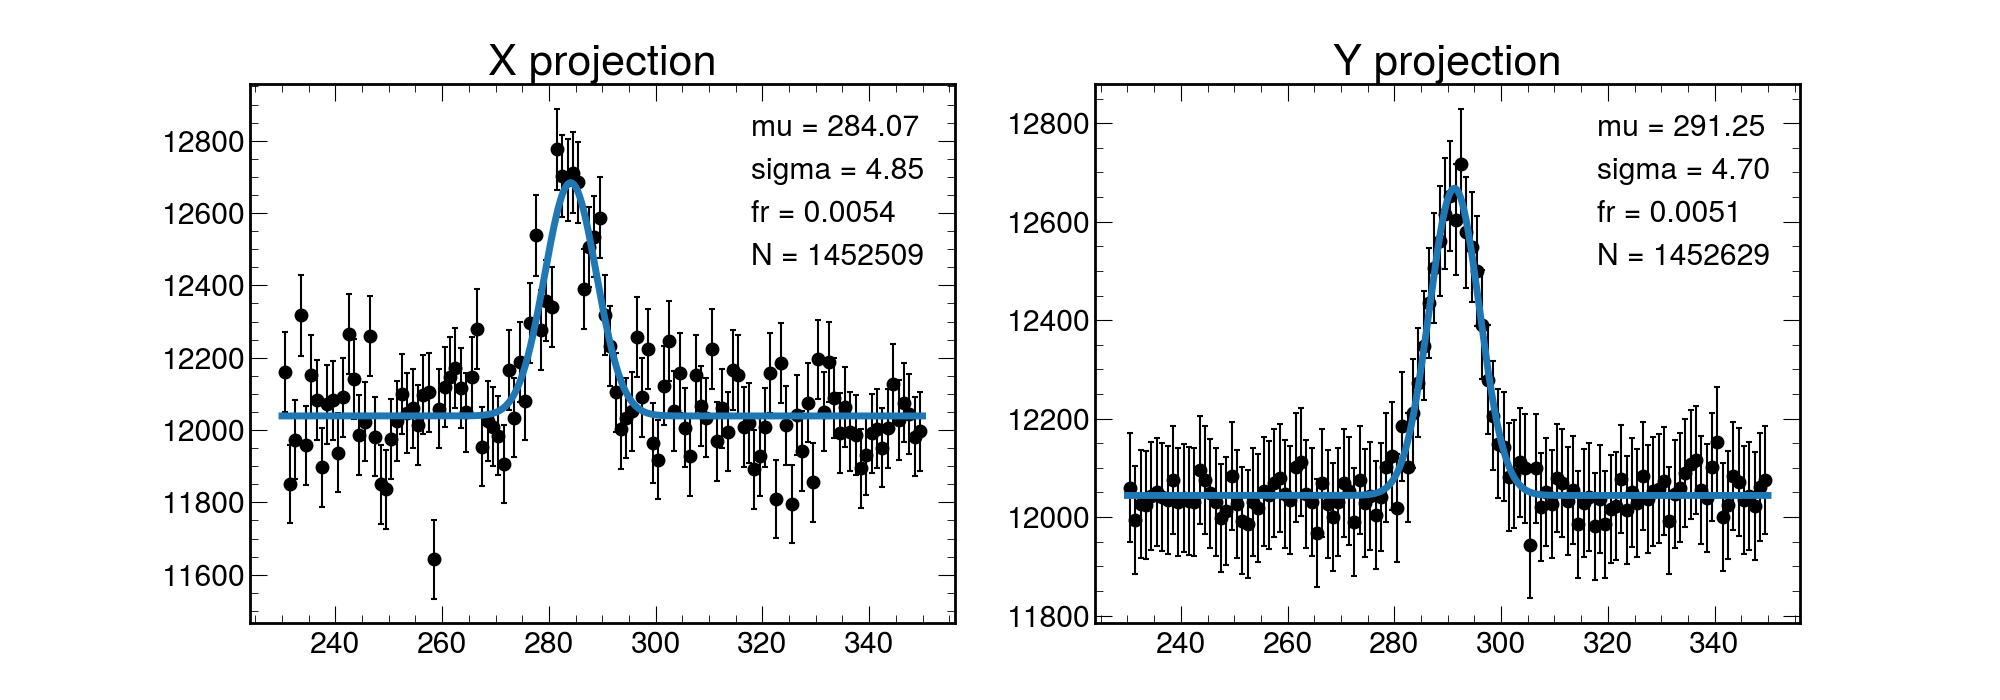 X projection
mu = 284.07
sigma = 4.85
fr = 0.0054
N = 1452509
12800
12600
12400
12200
12000
11800
11600
240 260 280 300 320 340
Y projection
mu = 291.25
sigma = 4.70
fr = 0.0051
N = 1452629
12800
12600
12400
12200
12000
11800
240 260 280 300 320 340